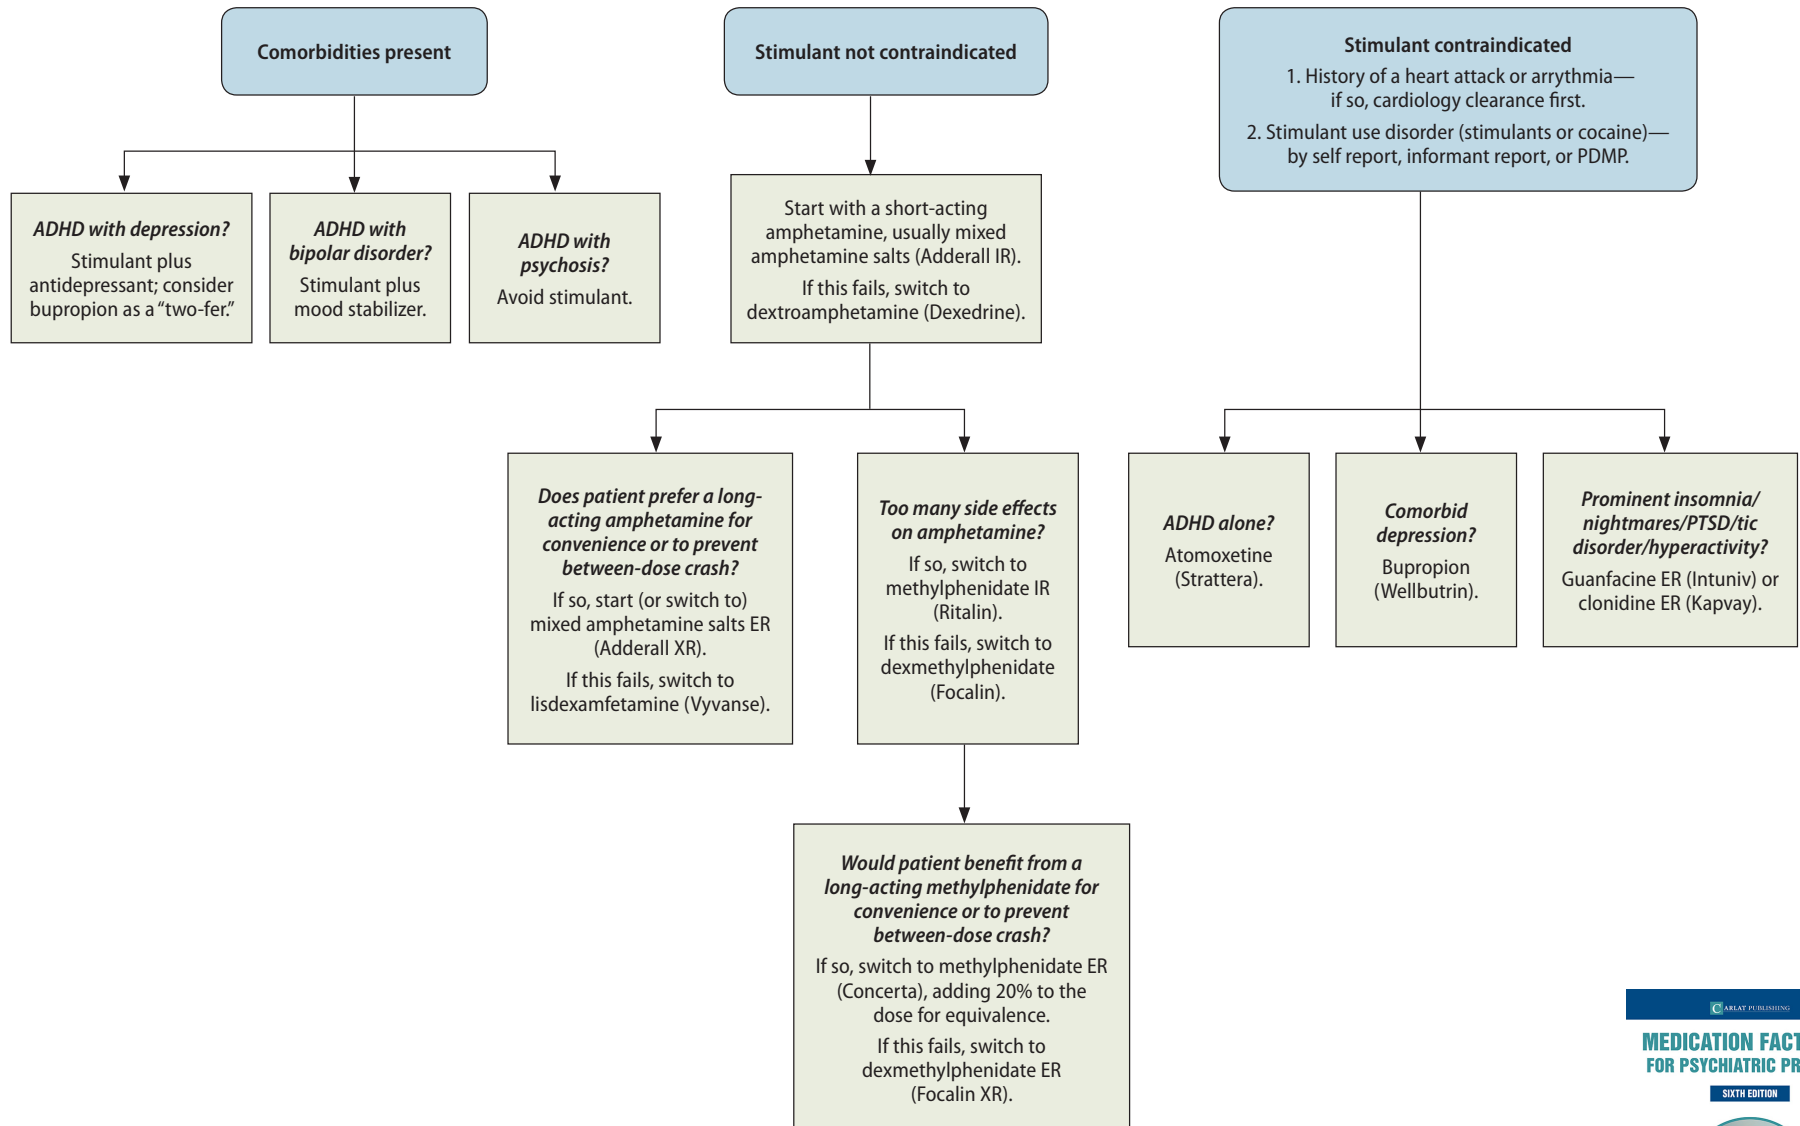 Comorbidities present
ADHD with depression?
Stimulant plus
antidepressant; consider
bupropion as a “two-fer.”
ADHD with
bipolar disorder?
Stimulant plus
mood stabilizer.
ADHD with
psychosis?
Avoid stimulant.
Stimulant not contraindicated
Start with a short-acting
amphetamine, usually mixed
amphetamine salts (Adderall IR).
If this fails, switch to
dextroamphetamine (Dexedrine).
Does patient prefer a long-
acting amphetamine for
convenience or to prevent
between-dose crash?
If so, start (or switch to)
mixed amphetamine salts ER
(Adderall XR).
If this fails, switch to
lisdexamfetamine (Vyvanse).
Too many side effects
on amphetamine?
If so, switch to
methylphenidate IR
(Ritalin).
If this fails, switch to
dexmethylphenidate
(Focalin).
Would patient benefit from a
long-acting methylphenidate for
convenience or to prevent
between-dose crash?
If so, switch to methylphenidate ER
(Concerta), adding 20% to the
dose for equivalence.
If this fails, switch to
dexmethylphenidate ER
(Focalin XR).
Stimulant contraindicated
1. History of a heart attack or arrythmia—
if so, cardiology clearance first.
2. Stimulant use disorder (stimulants or cocaine)—
by self report, informant report, or PDMP.
ADHD alone?
Atomoxetine
(Strattera).
Comorbid
depression?
Bupropion
(Wellbutrin).
Prominent insomnia/
nightmares/PTSD/tic
disorder/hyperactivity?
Guanfacine ER (Intuniv) or
clonidine ER (Kapvay).
CARLAT PUBLISHING
MEDICATION FACT
FOR PSYCHIATRIC PR
SIXTH EDITION